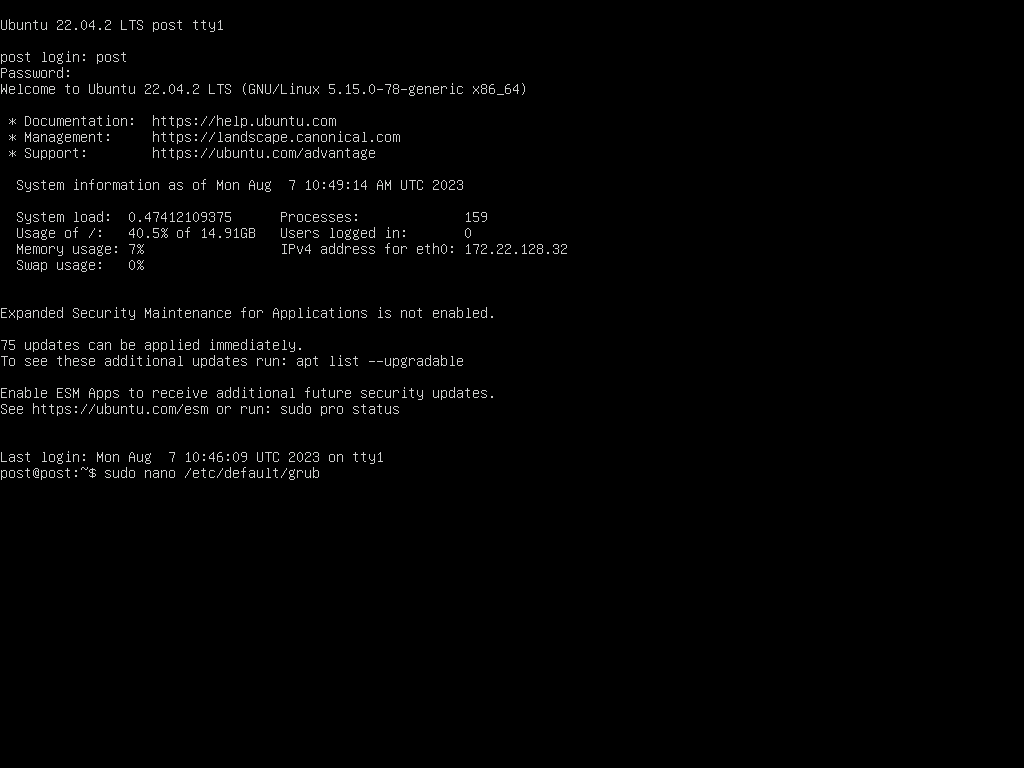 Ubuntu 22.04.2 LTS post tty1
post login: post
Password:
Welcome to Ubuntu 22.04.2 LTS (GNU/Linux 5.15.0-78-generic x86_64)
* Documentation:  https://help.ubuntu.com
* Management:     https://landscape.canonical.com
* Support:        https://ubuntu.com/advantage
System information as of Mon Aug  7 10:49:14 AM UTC 2023
System load:  0.47412109375      Processes:             159
Usage of /:   40.5% of 14.91GB   Users logged in:       0
Memory usage: 7%                 IPv4 address for eth0: 172.22.128.32
Swap usage:   0%
Expanded Security Maintenance for Applications is not enabled.
75 updates can be applied immediately.
To see these additional updates run: apt list --upgradable
Enable ESM Apps to receive additional future security updates.
See https://ubuntu.com/esm or run: sudo pro status
Last login: Mon Aug  7 10:46:09 UTC 2023 on tty1
post@post:~$ sudo nano /etc/default/grub